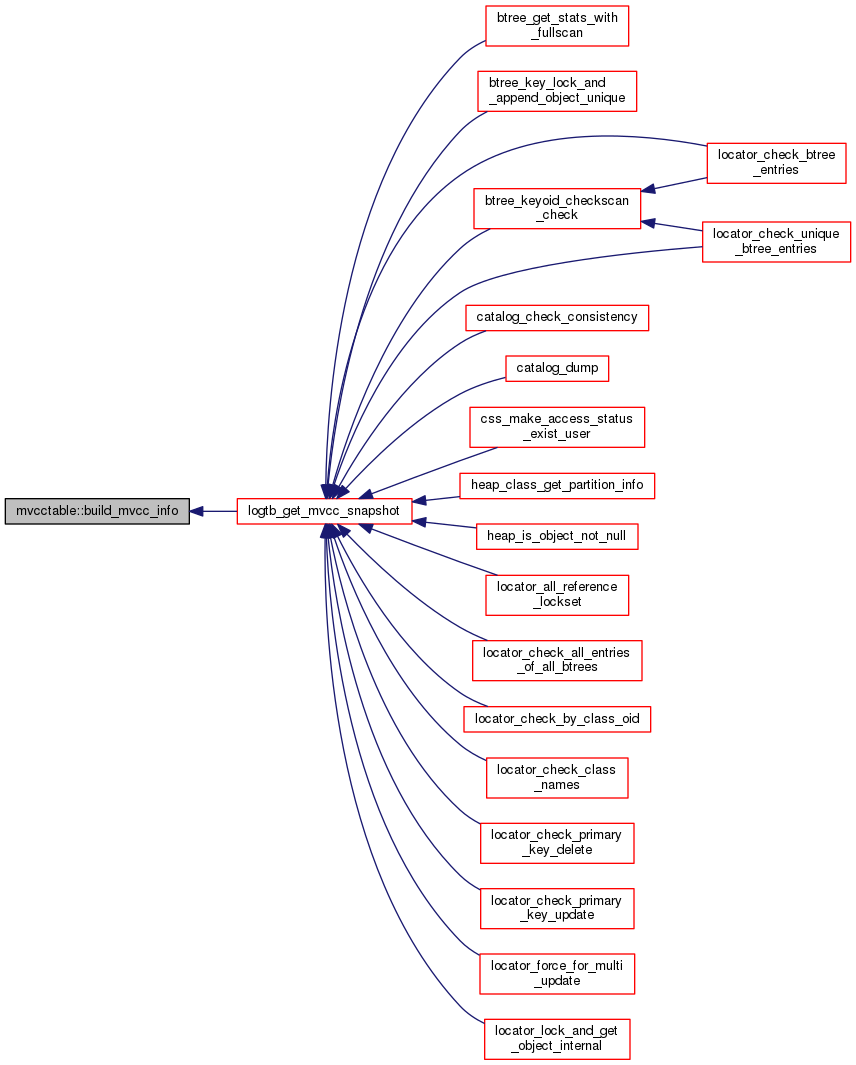 btree_get_stats_with
_fullscan
btree_key_lock_and
_append_object_unique
locator_check_btree
_entries
btree_keyoid_checkscan
_check
locator_check_unique
_btree_entries
catalog_check_consistency
catalog_dump
css_make_access_status
_exist_user
heap_class_get_partition_info
mvcctable::build_mvcc_info
logtb_get_mvcc_snapshot
heap_is_object_not_null
locator_all_reference
_lockset
locator_check_all_entries
_of_all_btrees
locator_check_by_class_oid
locator_check_class
_names
locator_check_primary
_key_delete
locator_check_primary
_key_update
locator_force_for_multi
_update
locator_lock_and_get
_object_internal